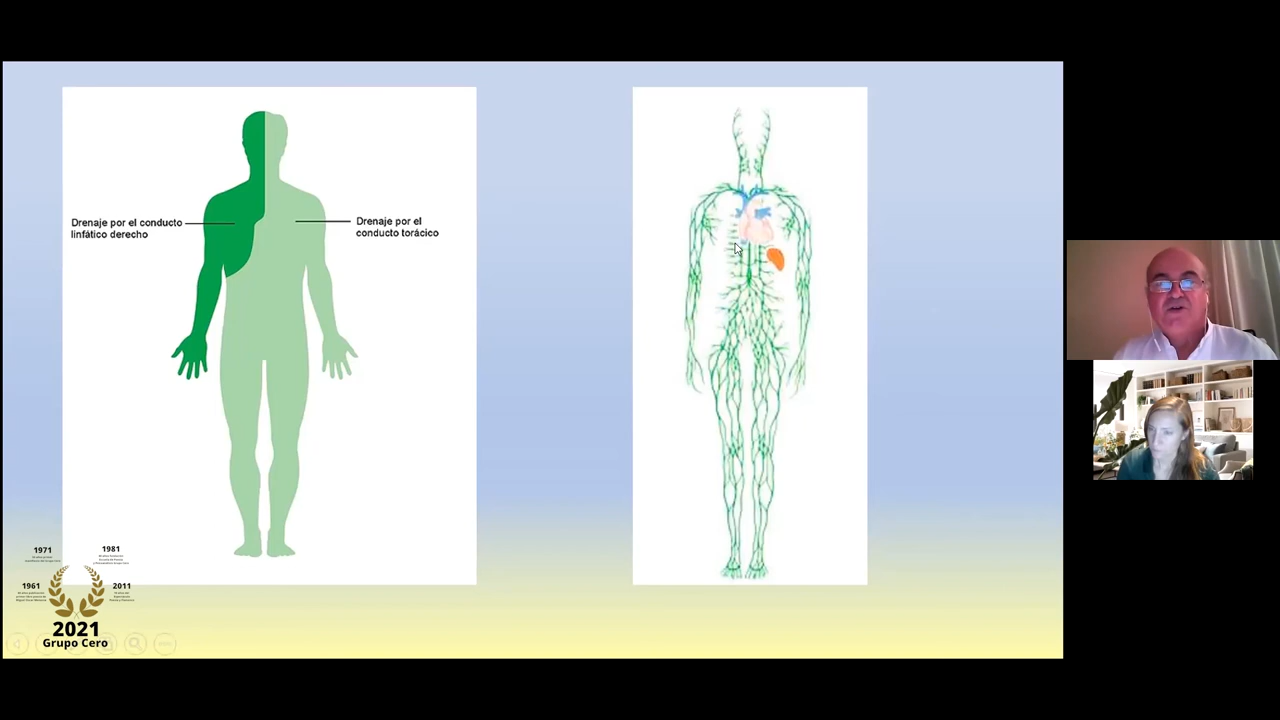 Drenaje por el conducto
linfático derecho
Drenaje por el
conducto torácico
1971
1981
1961
2011
2021
Grupo Cero